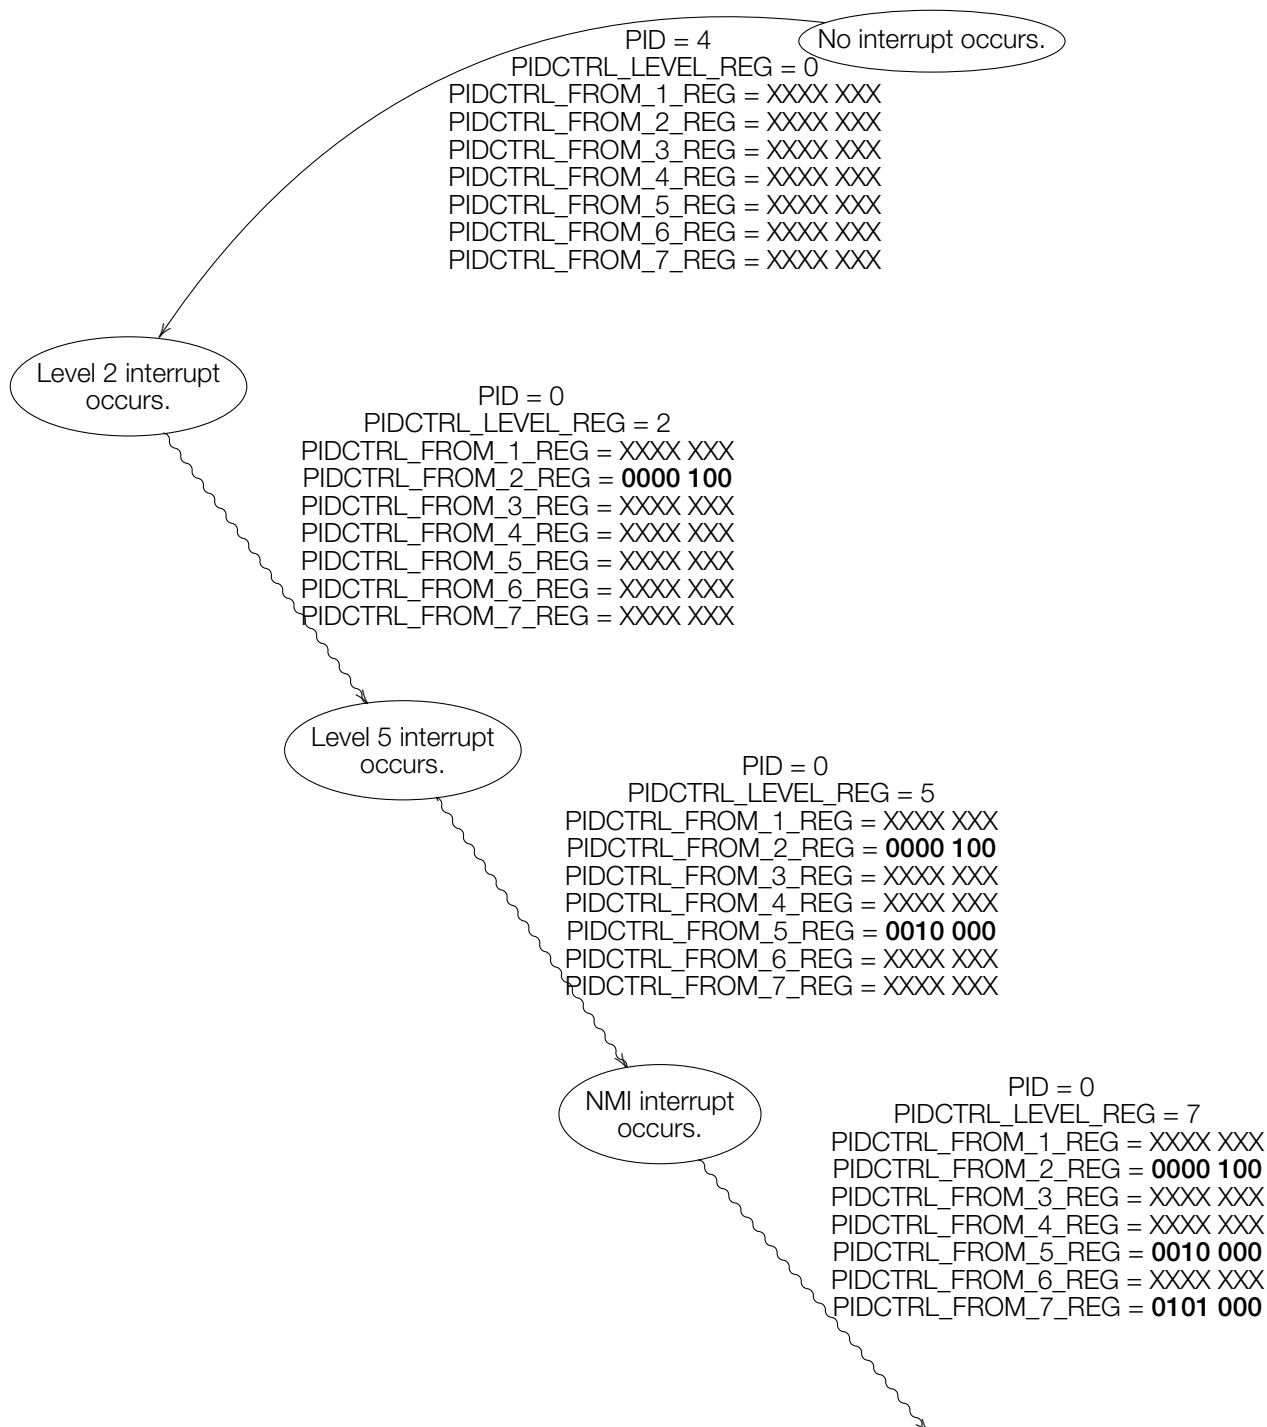 No interrupt occurs.
PID = 4
PIDCTRL_LEVEL_REG = 0
PIDCTRL_FROM_1_REG = XXXX XXX
PIDCTRL_FROM_2_REG = XXXX XXX
PIDCTRL_FROM_3_REG = XXXX XXX
PIDCTRL_FROM_4_REG = XXXX XXX
PIDCTRL_FROM_5_REG = XXXX XXX
PIDCTRL_FROM_6_REG = XXXX XXX
PIDCTRL_FROM_7_REG = XXXX XXX
Level 2 interrupt
occurs.
PID = 0
PIDCTRL_LEVEL_REG = 2
PIDCTRL_FROM_1_REG = XXXX XXX
PIDCTRL_FROM_2_REG = 0000 100
PIDCTRL_FROM_3_REG = XXXX XXX
PIDCTRL_FROM_4_REG = XXXX XXX
PIDCTRL_FROM_5_REG = XXXX XXX
PIDCTRL_FROM_6_REG = XXXX XXX
PIDCTRL_FROM_7_REG = XXXX XXX
Level 5 interrupt
occurs.
PID = 0
PIDCTRL_LEVEL_REG = 5
PIDCTRL_FROM_1_REG = XXXX XXX
PIDCTRL_FROM_2_REG = 0000 100
PIDCTRL_FROM_3_REG = XXXX XXX
PIDCTRL_FROM_4_REG = XXXX XXX
PIDCTRL_FROM_5_REG = 0010 000
PIDCTRL_FROM_6_REG = XXXX XXX
PIDCTRL_FROM_7_REG = XXXX XXX
NMI interrupt
occurs.
PID = 0
PIDCTRL_LEVEL_REG = 7
PIDCTRL_FROM_1_REG = XXXX XXX
PIDCTRL_FROM_2_REG = 0000 100
PIDCTRL_FROM_3_REG = XXXX XXX
PIDCTRL_FROM_4_REG = XXXX XXX
PIDCTRL_FROM_5_REG = 0010 000
PIDCTRL_FROM_6_REG = XXXX XXX
PIDCTRL_FROM_7_REG = 0101 000